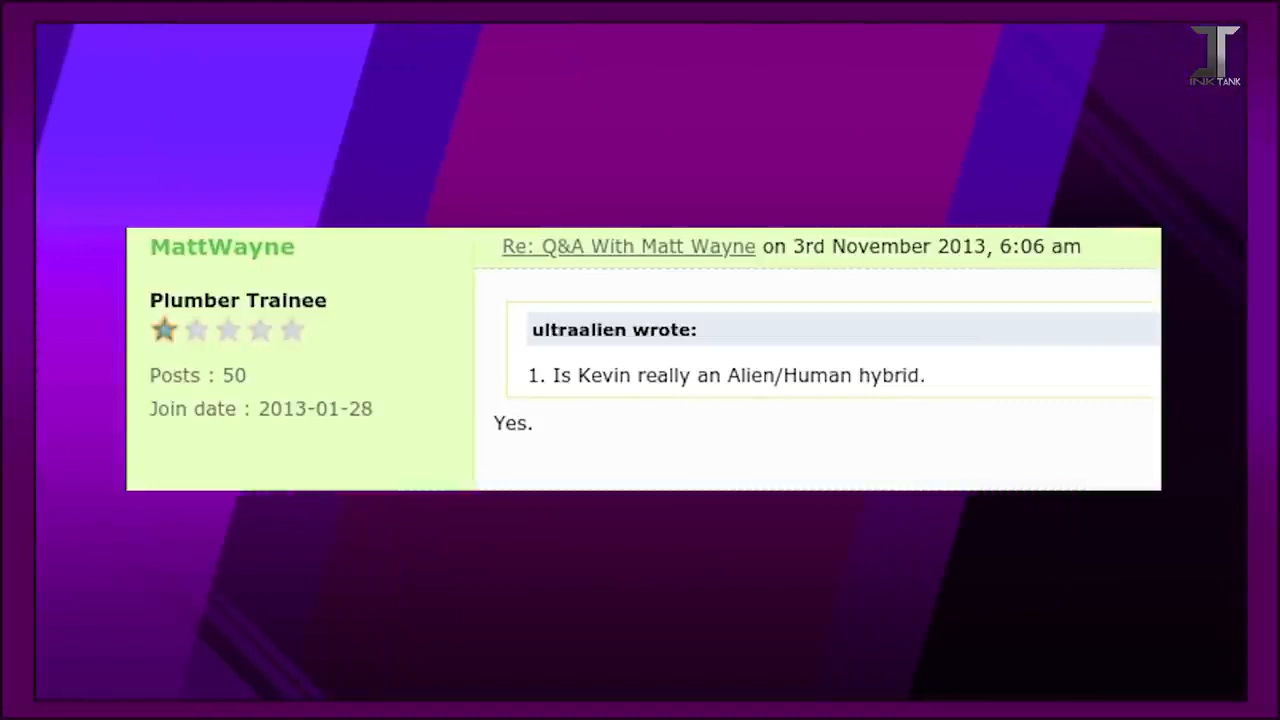 INK TANK
MattWayne
Re: Q&A With Matt Wayne on 3rd November 2013, 6:06 am
Plumber Trainee
ultraalien wrote:
Posts : 50
1. Is Kevin really an Alien/Human hybrid.
Join date : 2013-01-28
Yes.